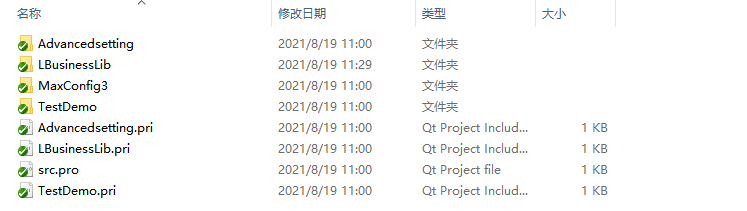 名称 修改日期 类型 大小
Advancedsetting 2021/8/19 11:00 文件夹
LBusinessLib 2021/8/19 11:29 文件夹
MaxConfig3 2021/8/19 11:00 文件夹
TestDemo 2021/8/19 11:00 文件夹
Advancedsetting.pri 2021/8/19 11:00 Qt Project Includ... 1 KB
LBusinessLib.pri 2021/8/19 11:00 Qt Project Includ... 1 KB
src.pro 2021/8/19 11:00 Qt Project file 1 KB
TestDemo.pri 2021/8/19 11:00 Qt Project Includ... 1 KB